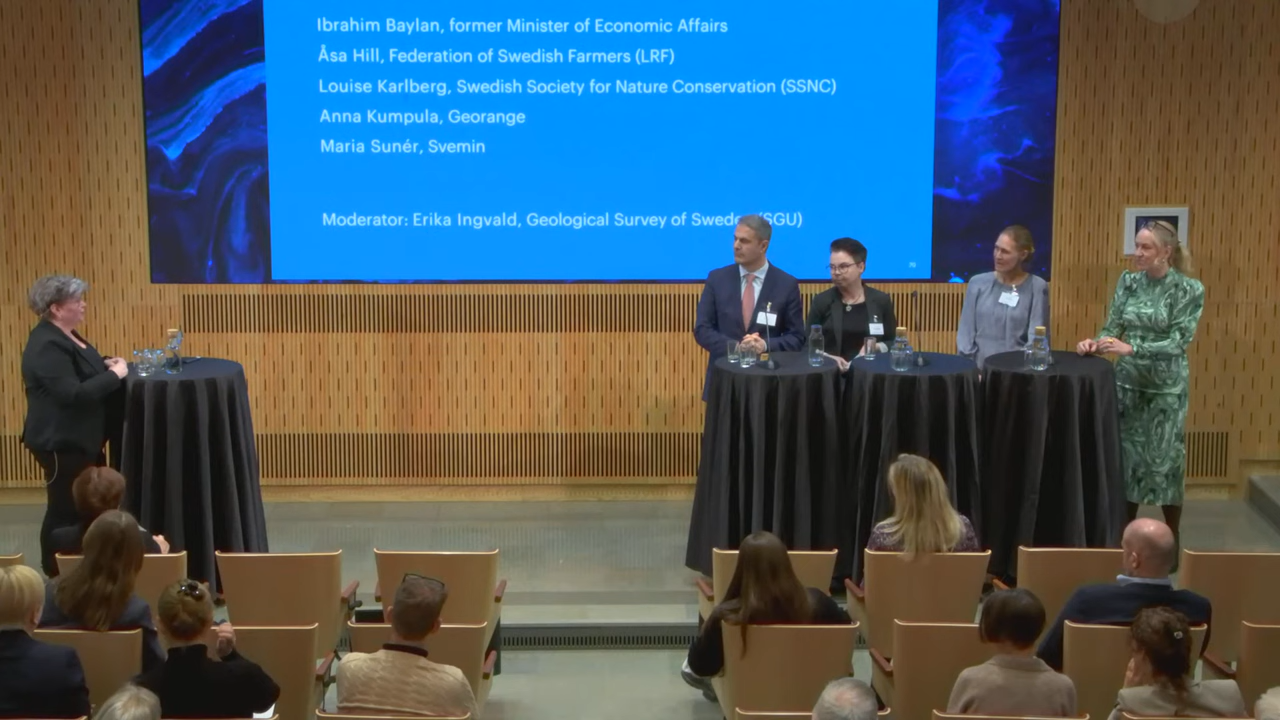 Ibrahim Baylan, former Minister of Economic Affairs
Åsa Hill, Federation of Swedish Farmers (LRF)
Louise Karlberg, Swedish Society for Nature Conservation (SSNC)
Anna Kumpula, Georange
Maria Sunér, Svemin
Moderator: Erika Ingvald, Geological Survey of Sweden (SGU)